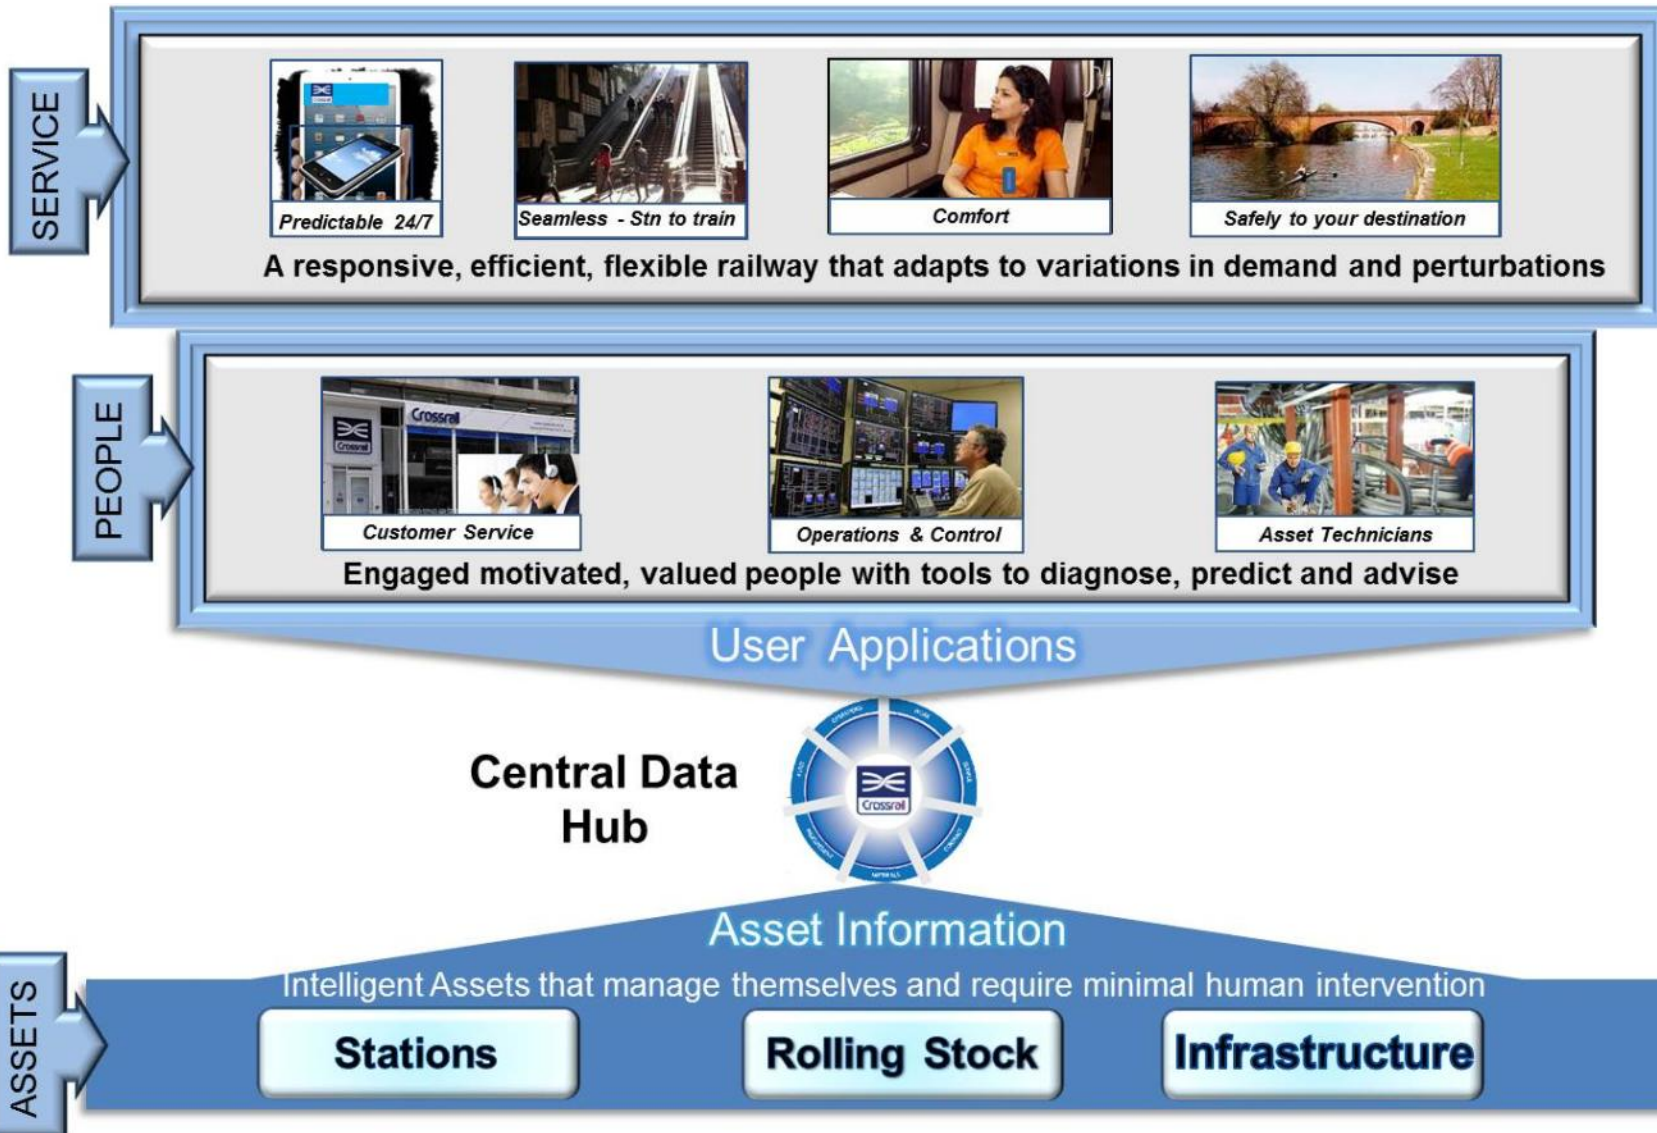 SERVICE
Predictable 24/7
Seamless - Stn to train
Comfort
Safely to your destination
A responsive, efficient, flexible railway that adapts to variations in demand and perturbations
PEOPLE
Crossrail
Crossrail
Customer Service
Operations & Control
Asset Technicians
Engaged motivated, valued people with tools to diagnose, predict and advise
User Applications
Central Data
Hub
Crossrail
Asset Information
Intelligent Assets that manage themselves and require minimal human intervention
ASSETS
Stations
Rolling Stock
Infrastructure